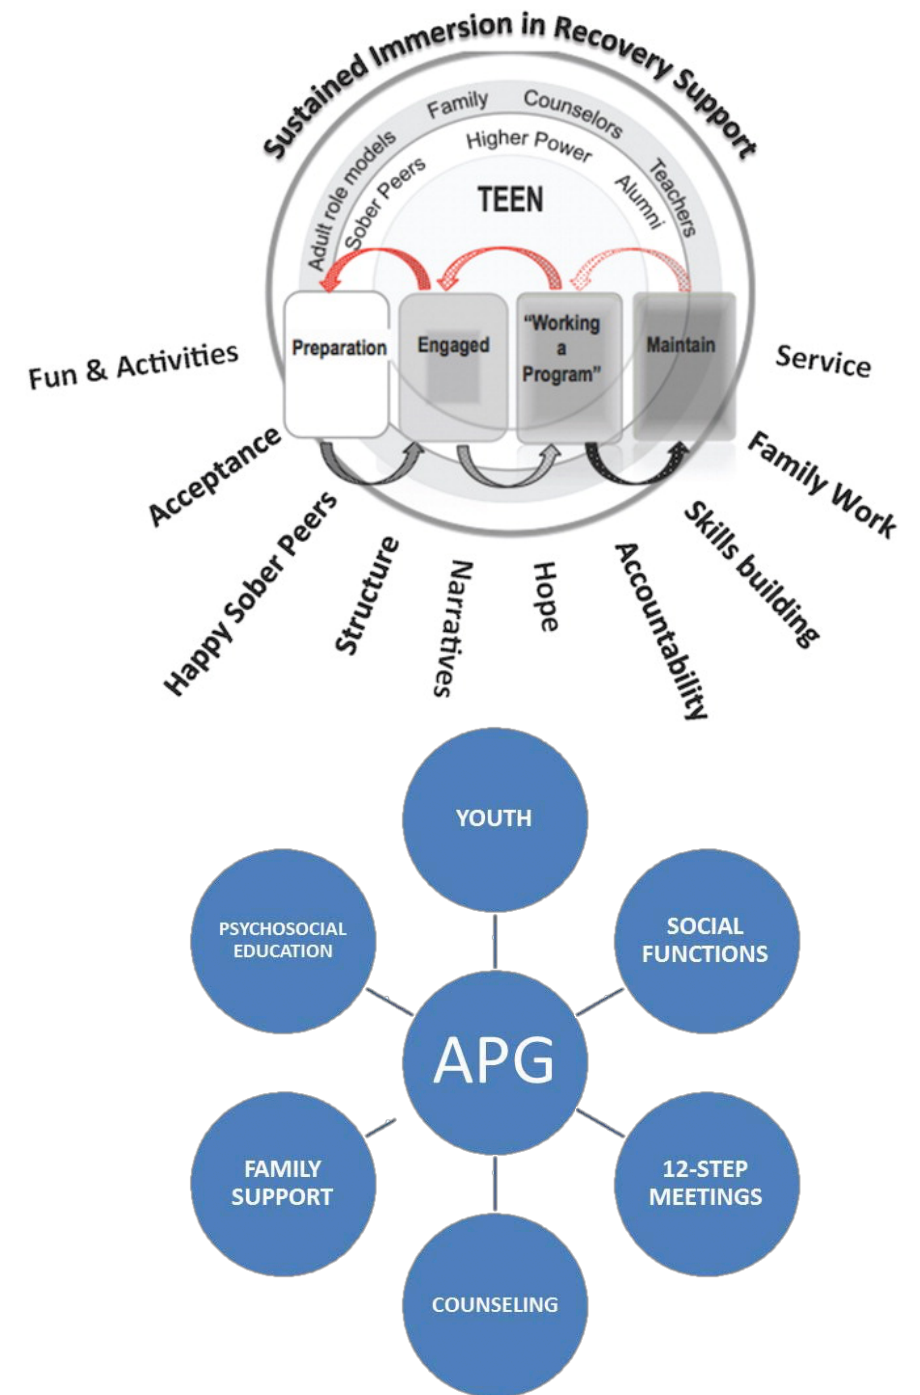 Sustained Immersion in Recovery Support
Family
Counselors
Adult role models
Teachers
Sober Peers
Higher Power
Alumni
TEEN
Preparation
Engaged
“Working
a
Program”
Maintain
Fun & Activities
Acceptance
Happy Sober Peers
Structure
Narratives
Hope
Accountability
Skills building
Family Work
Service
YOUTH
PSYCHOSOCIAL
EDUCATION
SOCIAL
FUNCTIONS
APG
FAMILY
SUPPORT
12-STEP
MEETINGS
COUNSELING